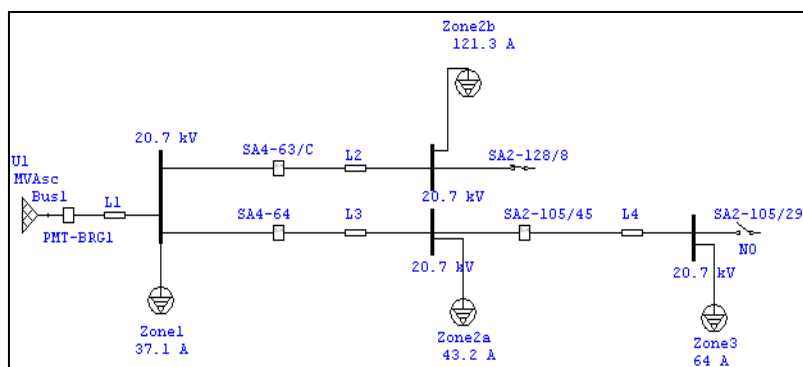 Zone2b
121.3 A
20.7 kV
SA4-63/C
L2
SA2-128/8
U1
MVAsc
Bus1
L1
20.7 kV
SA4-64
L3
SA2-105/45
L4
SA2-105/29
PMT-BRG1
NO
20.7 kV
20.7 kV
Zone1
37.1 A
Zone2a
43.2 A
Zone3
64 A